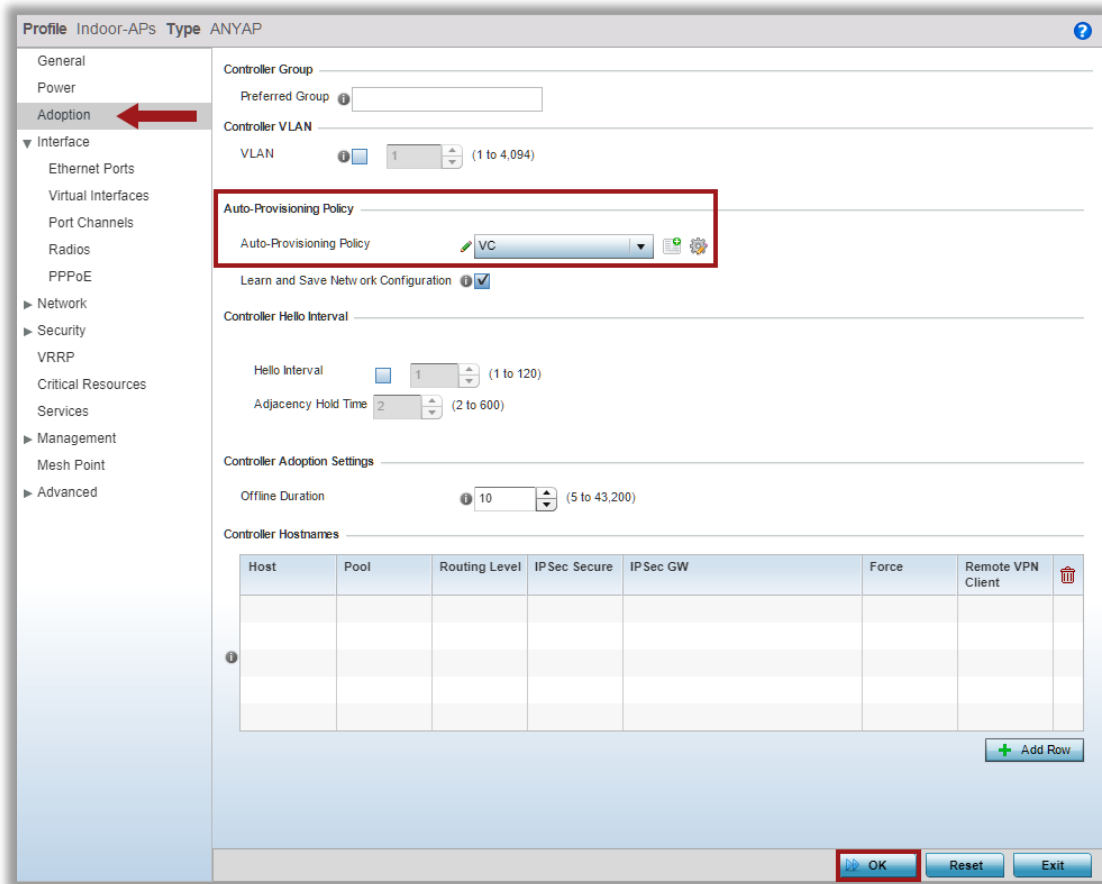 Profile Indoor-APs Type ANYAP
?
General
Power
Adoption
Interface
Ethernet Ports
Virtual Interfaces
Port Channels
Radios
PPPoE
Network
Security
VRRP
Critical Resources
Services
Management
Mesh Point
Advanced
Controller Group
Preferred Group
Controller VLAN
VLAN 1 (1 to 4,094)
Auto-Provisioning Policy
Auto-Provisioning Policy VC
Learn and Save Network Configuration
Controller Hello Interval
Hello Interval 1 (1 to 120)
Adjacency Hold Time 2 (2 to 600)
Controller Adoption Settings
Offline Duration 10 (5 to 43,200)
Controller Hostnames
Host Pool Routing Level IPSec Secure IPSec GW Force Remote VPN
Client
Add Row
OK Reset Exit